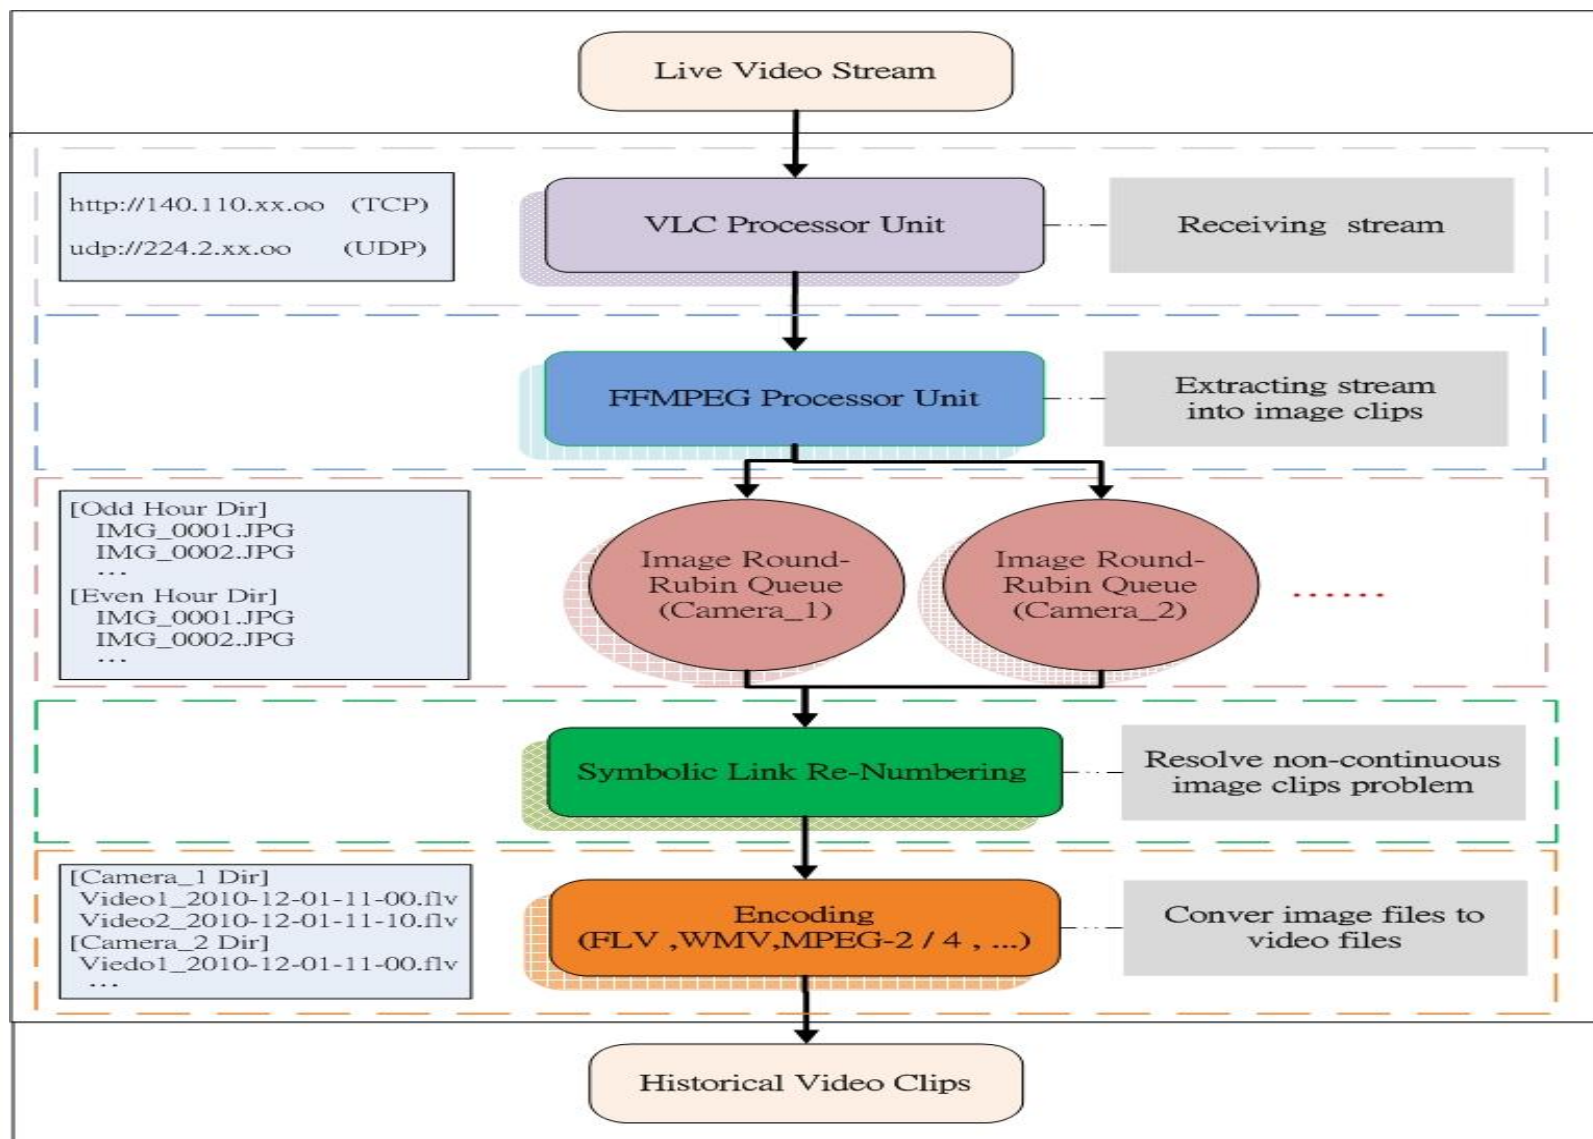 Live Video Stream
http://140.110.xx.oo (TCP)
udp://224.2.xx.oo (UDP)
VLC Processor Unit
Receiving stream
FFMPEG Processor Unit
Extracting stream
into image clips
[Odd Hour Dir]
IMG_0001.JPG
IMG_0002.JPG
...
[Even Hour Dir]
IMG_0001.JPG
IMG_0002.JPG
...
Image Round-
Rubin Queue
(Camera_1)
Image Round-
Rubin Queue
(Camera_2)
......
Symbolic Link Re-Numbering
Resolve non-continuous
image clips problem
[Camera_1 Dir]
Video1_2010-12-01-11-00.flv
Video2_2010-12-01-11-10.flv
[Camera_2 Dir]
Viedo1_2010-12-01-11-00.flv
...
Encoding
(FLV ,WMV,MPEG-2 / 4 , ...)
Conver image files to
video files
Historical Video Clips